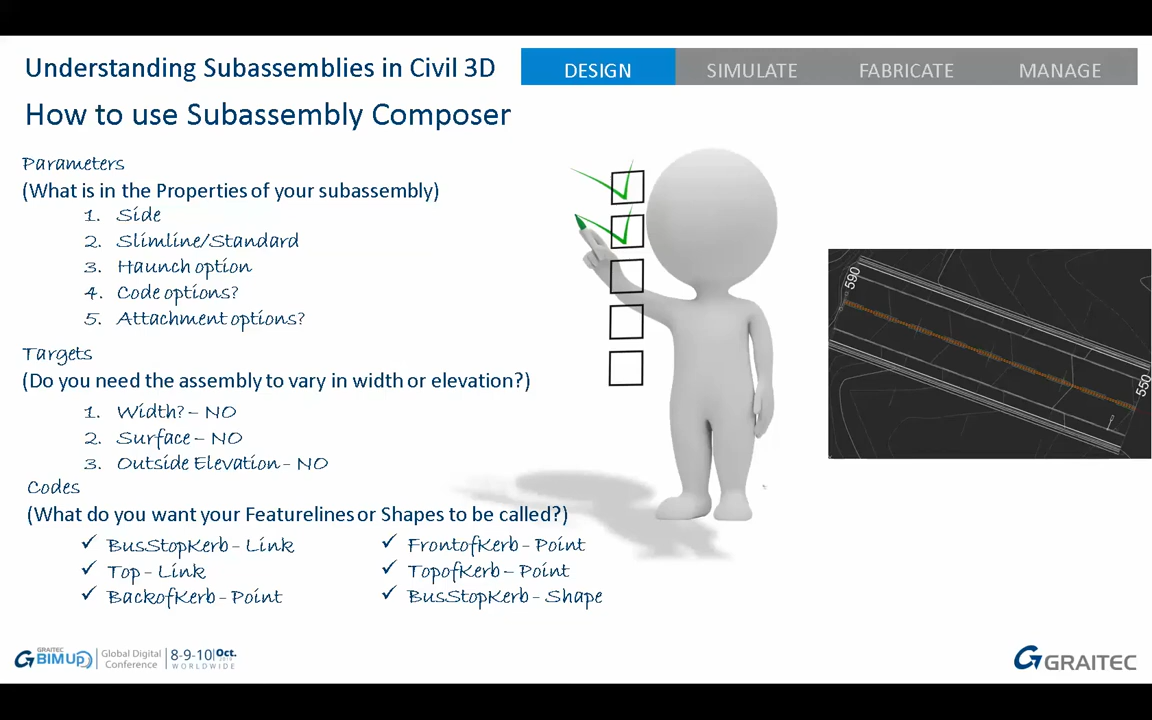 Understanding Subassemblies in Civil 3D
DESIGN SIMULATE FABRICATE MANAGE
How to use Subassembly Composer
Parameters
(What is in the Properties of your subassembly)
1. Side
2. Slimline/Standard
3. Haunch option
4. Code options?
5. Attachment options?
Targets
(Do you need the assembly to vary in width or elevation?)
1. Width? – NO
2. Surface – NO
3. Outside Elevation - NO
Codes
(What do you want your Featurelines or Shapes to be called?)
✓ BusStopKerb - Link
✓ Top - Link
✓ BackofKerb - Point
✓ FrontofKerb - Point
✓ TopofKerb – Point
✓ BusStopKerb - Shape
590
550
GRAITEC
BIM UP
Global Digital
Conference
8-9-10 Oct.
WORLDWIDE
GRAITEC